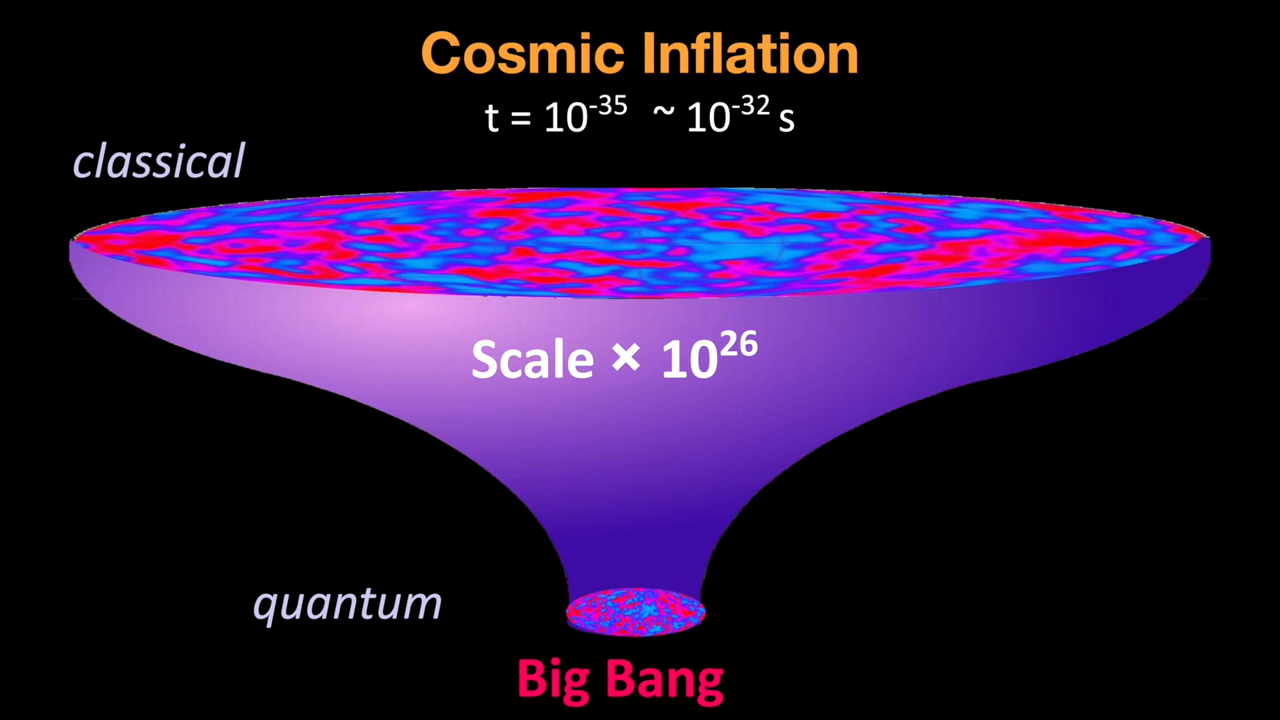 Cosmic Inflation
t = 10⁻³⁵ ~ 10⁻³² s
classical
Scale × 10²⁶
quantum
Big Bang